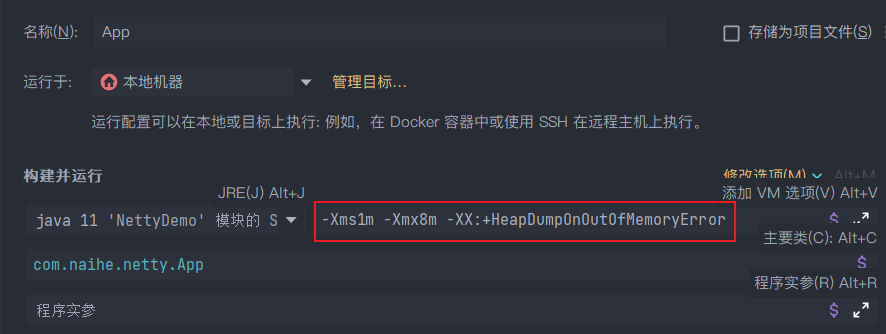 名称(N): App 存储为项目文件(S)
运行于: 本地机器 管理目标...
运行配置可以在本地或目标上执行: 例如，在 Docker 容器中或使用 SSH 在远程主机上执行。
构建并运行 修改选项(M) Alt+M
JRE(J) Alt+J 添加 VM 选项(V) Alt+V
java 11 'NettyDemo' 模块的 S -Xms1m -Xmx8m -XX:+HeapDumpOnOutOfMemoryError $
主要类(C): Alt+C
com.naihe.netty.App $
程序实参(R) Alt+R
程序实参 $